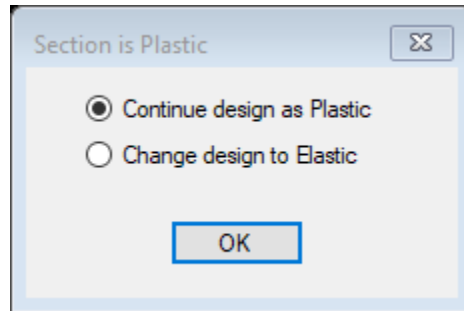 Section is Plastic
Continue design as Plastic
Change design to Elastic
OK